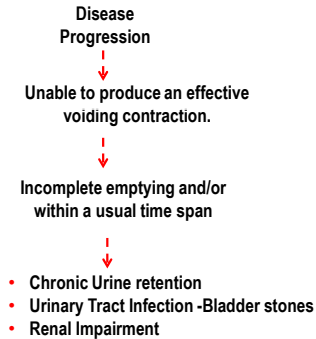 Disease
Progression
Unable to produce an effective
voiding contraction.
Incomplete emptying and/or
within a usual time span
• Chronic Urine retention
• Urinary Tract Infection -Bladder stones
• Renal Impairment